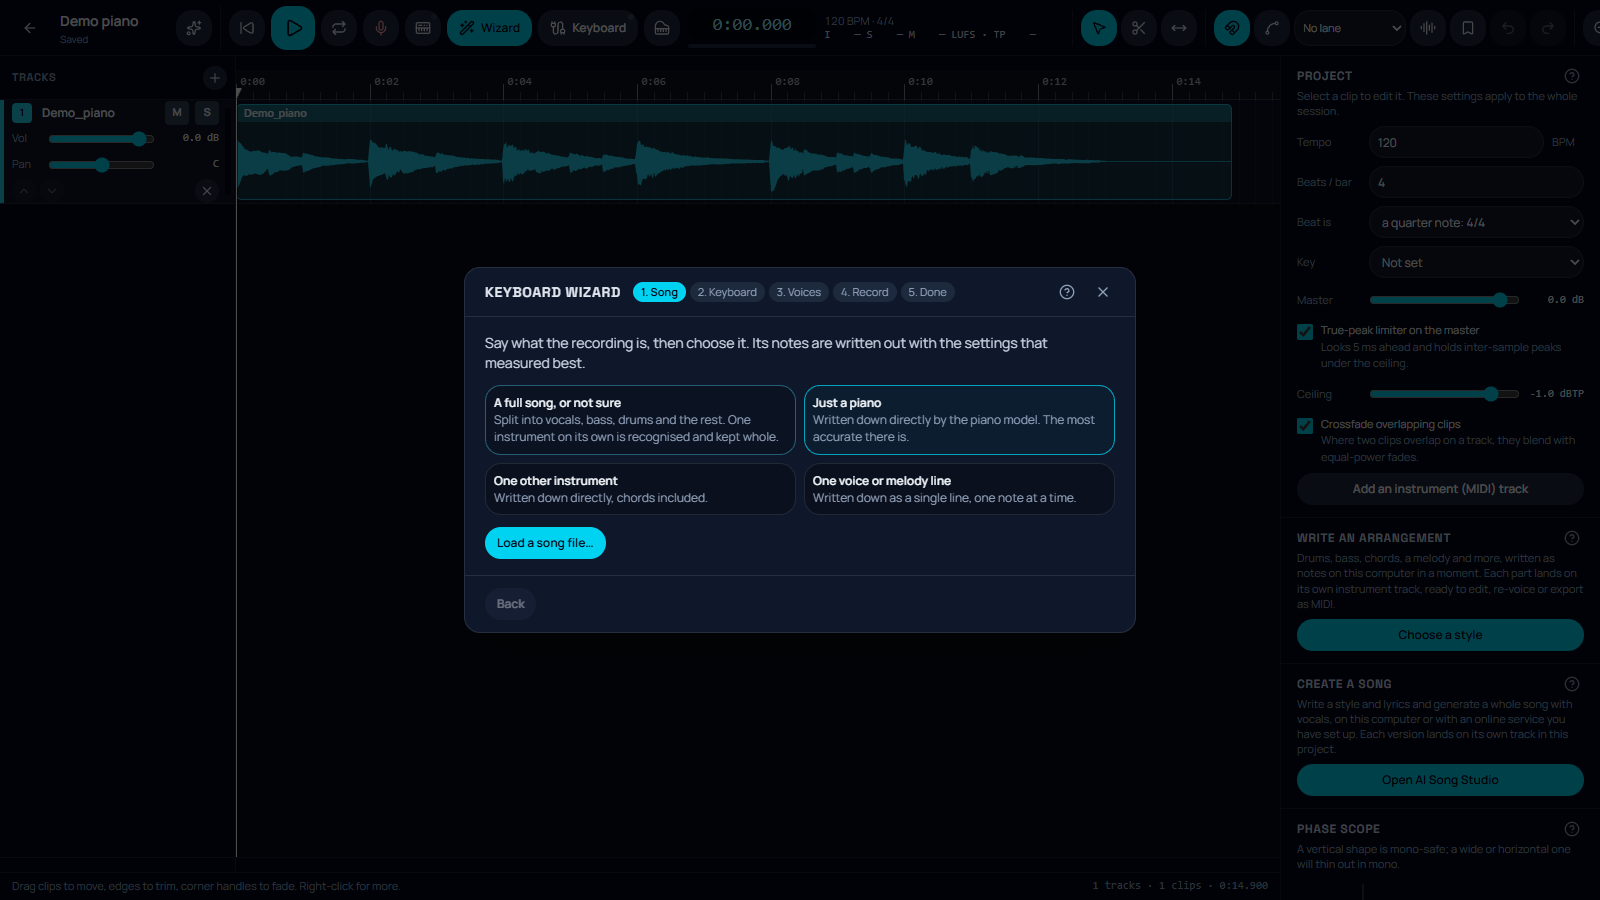 Demo piano
Saved
Wizard
Keyboard
0:00.000
120 BPM · 4/4
I — S — M — LUFS · TP —
No lane
TRACKS
0:00
0:02
0:04
0:06
0:08
0:10
0:12
0:14
1 Demo_piano M S
Vol 0.0 dB
Pan C
Demo_piano
KEYBOARD WIZARD
1. Song
2. Keyboard
3. Voices
4. Record
5. Done
Say what the recording is, then choose it. Its notes are written out with the settings that
measured best.
A full song, or not sure
Split into vocals, bass, drums and the rest. One
instrument on its own is recognised and kept whole.
Just a piano
Written down directly by the piano model. The most
accurate there is.
One other instrument
Written down directly, chords included.
One voice or melody line
Written down as a single line, one note at a time.
Load a song file...
Back
PROJECT
Select a clip to edit it. These settings apply to the whole
session.
Tempo 120 BPM
Beats / bar 4
Beat is a quarter note: 4/4
Key Not set
Master 0.0 dB
True-peak limiter on the master
Looks 5 ms ahead and holds inter-sample peaks
under the ceiling.
Ceiling -1.0 dBTP
Crossfade overlapping clips
Where two clips overlap on a track, they blend with
equal-power fades.
Add an instrument (MIDI) track
WRITE AN ARRANGEMENT
Drums, bass, chords, a melody and more, written as
notes on this computer in a moment. Each part lands on
its own instrument track, ready to edit, re-voice or export
as MIDI.
Choose a style
CREATE A SONG
Write a style and lyrics and generate a whole song with
vocals, on this computer or with an online service you
have set up. Each version lands on its own track in this
project.
Open AI Song Studio
PHASE SCOPE
A vertical shape is mono-safe; a wide or horizontal one
will thin out in mono.
Drag clips to move, edges to trim, corner handles to fade. Right-click for more.
1 tracks · 1 clips · 0:14.900